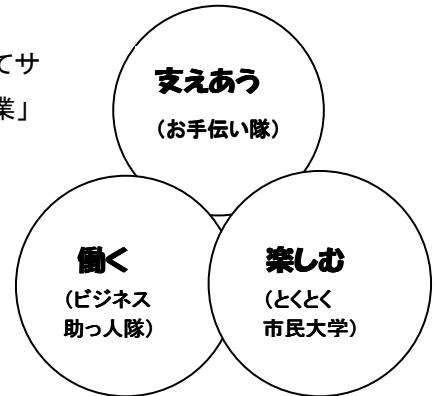 てサ
業」
支えあう
（お手伝い隊）
働く
（ビジネス
助っ人隊）
楽しむ
（とくとく
市民大学）